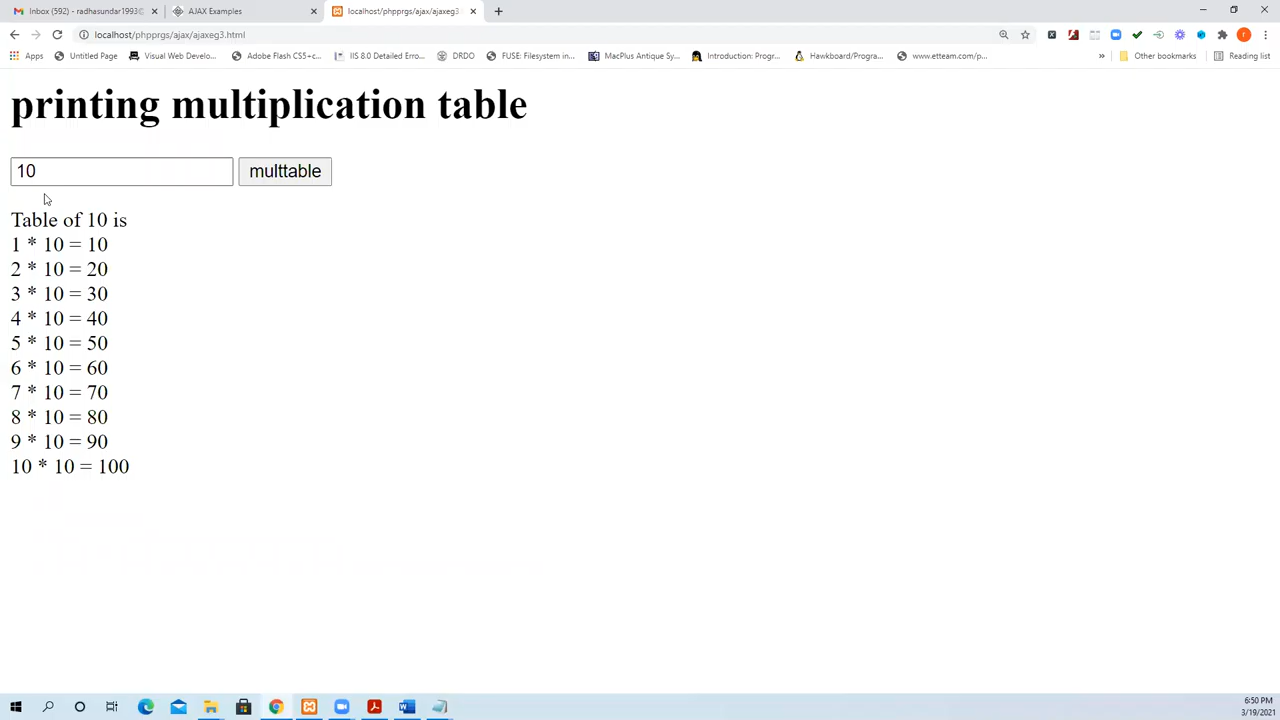 Inbox (592) - radhasundar1993@
AJAX Examples
localhost/phpprgs/ajax/ajaxeg3
localhost/phpprgs/ajax/ajaxeg3.html
Apps
Untitled Page
Visual Web Develo...
Adobe Flash CS5+c...
IIS 8.0 Detailed Erro...
DRDO
FUSE: Filesystem in...
MacPlus Antique Sy...
Introduction: Progr...
Hawkboard/Progra...
www.etteam.com/p...
»
Other bookmarks
Reading list
printing multiplication table
10
multtable
Table of 10 is
1 * 10 = 10
2 * 10 = 20
3 * 10 = 30
4 * 10 = 40
5 * 10 = 50
6 * 10 = 60
7 * 10 = 70
8 * 10 = 80
9 * 10 = 90
10 * 10 = 100
6:50 PM
3/19/2021